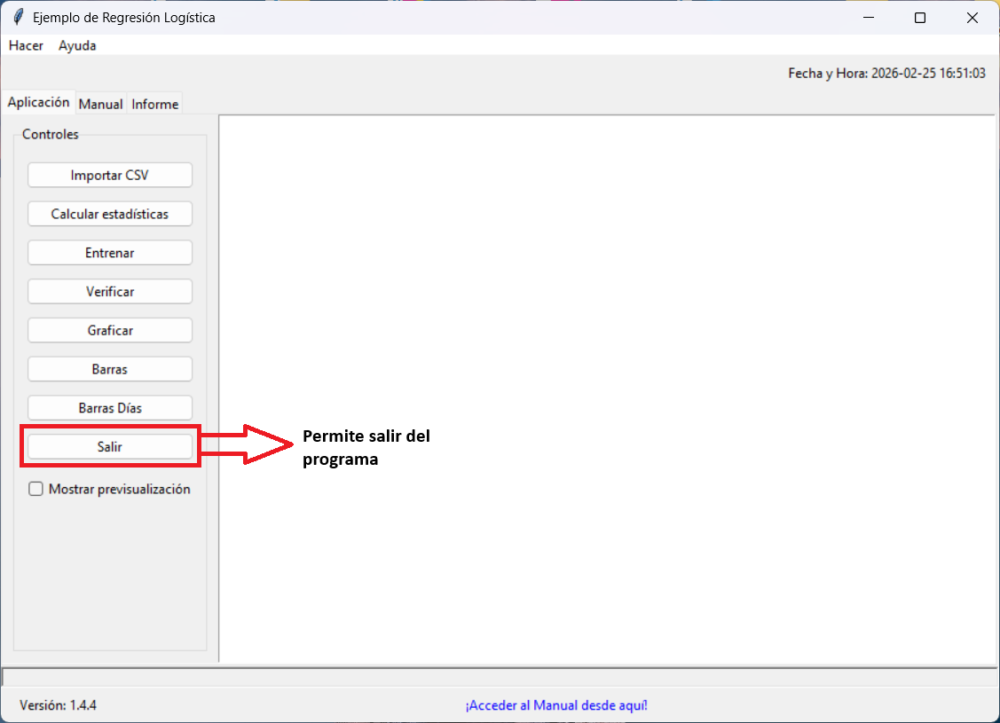 Ejemplo de Regresión Logística
Hacer Ayuda
Fecha y Hora: 2026-02-25 16:51:03
Aplicación Manual Informe
Controles
Importar CSV
Calcular estadísticas
Entrenar
Verificar
Graficar
Barras
Barras Días
Salir
Permite salir del
programa
Mostrar previsualización
Versión: 1.4.4
¡Acceder al Manual desde aquí!